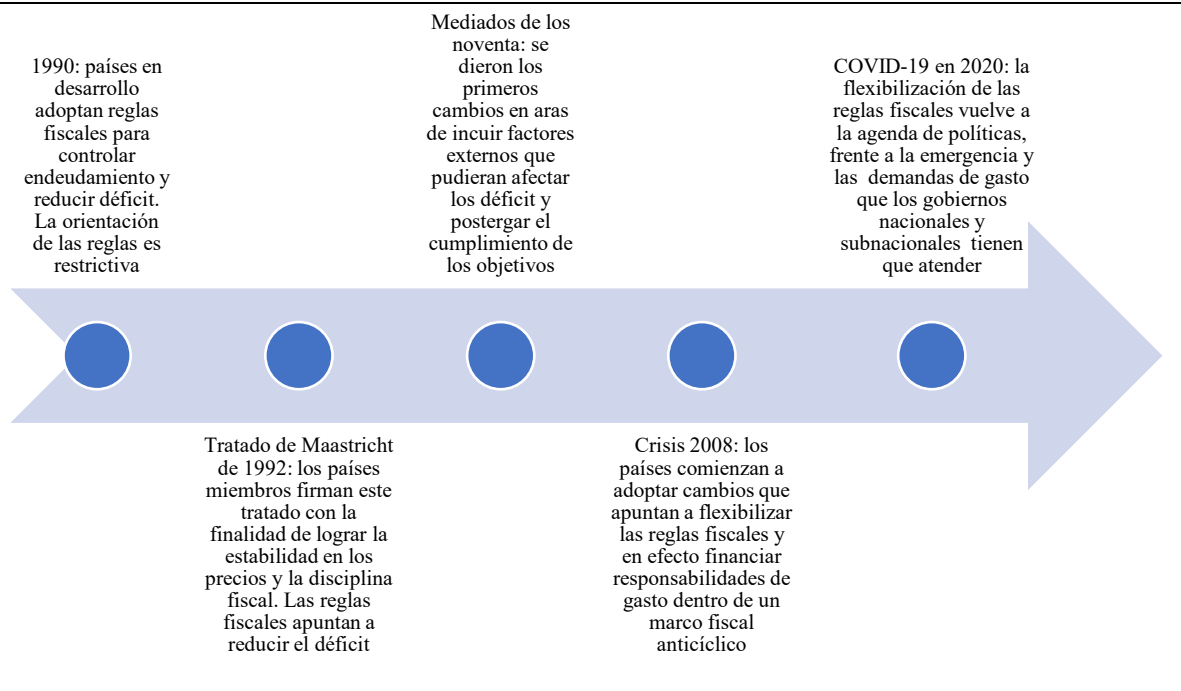 1990: países en
desarrollo
adoptan reglas
fiscales para
controlar
endeudamiento y
reducir déficit.
La orientación
de las reglas es
restrictiva
Tratado de Maastricht
de 1992: los países
miembros firman este
tratado con la
finalidad de lograr la
estabilidad en los
precios y la disciplina
fiscal. Las reglas
fiscales apuntan a
reducir el déficit
Mediados de los
noventa: se
dieron los
primeros
cambios en aras
de incuir factores
externos que
pudieran afectar
los déficit y
postergar el
cumplimiento de
los objetivos
Crisis 2008: los
países comienzan a
adoptar cambios que
apuntan a flexibilizar
las reglas fiscales y
en efecto financiar
responsabilidades de
gasto dentro de un
marco fiscal
anticíclico
COVID-19 en 2020: la
flexibilización de las
reglas fiscales vuelve a
la agenda de políticas,
frente a la emergencia y
las demandas de gasto
que los gobiernos
nacionales y
subnacionales tienen
que atender